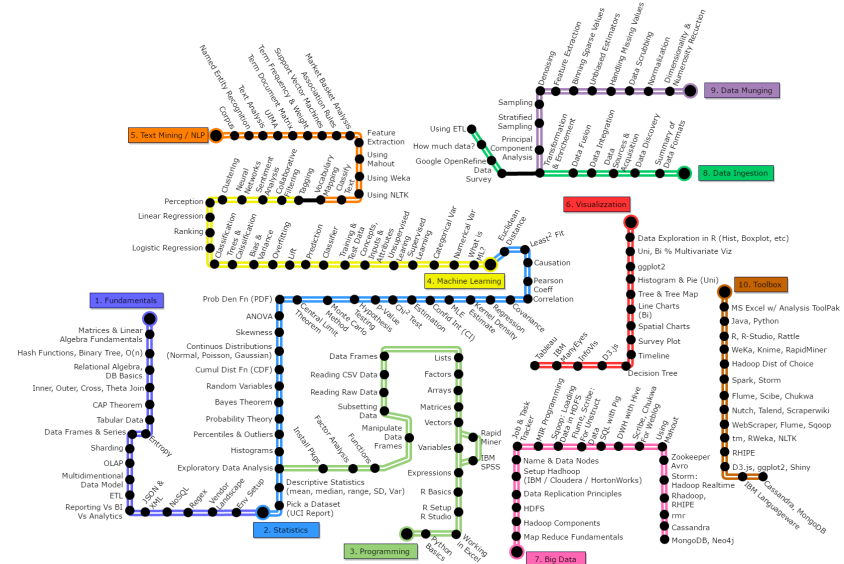 1. Fundamentals
Matrices & Linear
Algebra Fundamentals
Hash Functions, Binary Tree, O(n)
Relational Algebra,
DB Basics
Inner, Outer, Cross, Theta Join
CAP Theorem
Tabular Data
Data Frames & Series
Entropy
Sharding
OLAP
Multidimentional
Data Model
ETL
Reporting Vs BI
Vs Analytics
JSON &
XML
NoSQL
Regex
Vendor
Landscape
Env Setup
2. Statistics
Pick a Dataset
(UCI Report)
Descriptive Statistics
(mean, median, range, SD, Var)
Exploratory Data Analysis
Histograms
Percentiles & Outliers
Probability Theory
Bayes Theorem
Random Variables
Cumul Dist Fn (CDF)
Continuos Distributions
(Normal, Poisson, Gaussian)
Skewness
ANOVA
Prob Den Fn (PDF)
Central Limit
Theorem
Monte Carlo
Method
Hypothesis
Testing
p-Value
Chi² Test
Estimation
Confid Int (CI)
MLE
Kernel Density
Estimate
Regression
Covariance
Correlation
Pearson
Coeff
Causation
Least² Fit
Euclidean
Distance
3. Programming
Python
Basics
Working
in Excel
R Setup
R Studio
R Basics
Expressions
IBM
SPSS
Rapid
Miner
Variables
Vectors
Matrices
Arrays
Factors
Lists
Data Frames
Reading CSV Data
Reading Raw Data
Subsetting
Data
Manipulate
Data
Frames
Functions
Factor Analysis
Install Pkgs
4. Machine Learning
What is
ML?
Numerical Var
Categorical Var
Supervised
Learning
Unsupervised
Learing
Concepts,
Inputs &
Attributes
Training &
Test Data
Classifier
Prediction
Lift
Overfitting
Bias &
Variance
Trees &
Calissification
Classification
Logistic Regression
Ranking
Linear Regression
Perception
Clustering
Neural
Networks
Sentiment
Analysis
Collaborative
Filtering
Tagging
Vocabulary
Mapping
Classify
Text
Using NLTK
Using Weka
Using
Mahout
Feature
Extraction
Market Basket Analysis
Association Rules
Support Vector Machines
Term Frequency & Weight
Term Document Matrix
UIMA
Text Analysis
Named Entity Recognition
Corpus
5. Text Mining / NLP
6. Visualizzation
Data Exploration in R (Hist, Boxplot, etc)
Uni, Bi % Multivariate Viz
ggplot2
Histogram & Pie (Uni)
Tree & Tree Map
Line Charts
(Bi)
Spatial Charts
Survey Plot
Timeline
Decision Tree
D3.js
InfoVis
ManyEyes
IBM
Tableau
7. Big Data
Map Reduce Fundamentals
Hadoop Components
HDFS
Data Replication Principles
Setup Hadhoop
(IBM / Cloudera / HortonWorks)
Name & Data Nodes
Job & Task
Tracker
MIR Programming
Sqoop: Loading
Data in HDFS
Flume, Scribe:
For Unstruct
Data
SQL with Pig
DWH with Hive
Scribe, Chukwa
For Weblog
Using
Mahout
Zookeeper
Avro
Storm:
Hadoop Realtime
Rhadoop,
RHIPE
rmr
Cassandra
MongoDB, Neo4j
8. Data Ingestion
Summary of
Data Formats
Data Discovery
Data
Sources &
Acquisition
Data Integration
Data Fusion
Transformation
& Enrichment
Data
Survey
Google OpenRefine
How much data?
Using ETL
9. Data Munging
Dimensionality &
Numerosity Recuction
Normalization
Data Scrubbing
Handling Missing Values
Unbiased Estimators
Binning Sparse Values
Feature Extraction
Denoising
Sampling
Stratified
Sampling
Principal
Component
Analysis
10. Toolbox
MS Excel w/ Analysis ToolPak
Java, Python
R, R-Studio, Rattle
WeKa, Knime, RapidMiner
Hadoop Dist of Choice
Spark, Storm
Flume, Scibe, Chukwa
Nutch, Talend, Scraperwiki
WebScraper, Flume, Sqoop
tm, RWeka, NLTK
RHIPE
D3.js, ggplot2, Shiny
IBM Languageware
Cassandra, MongoDB